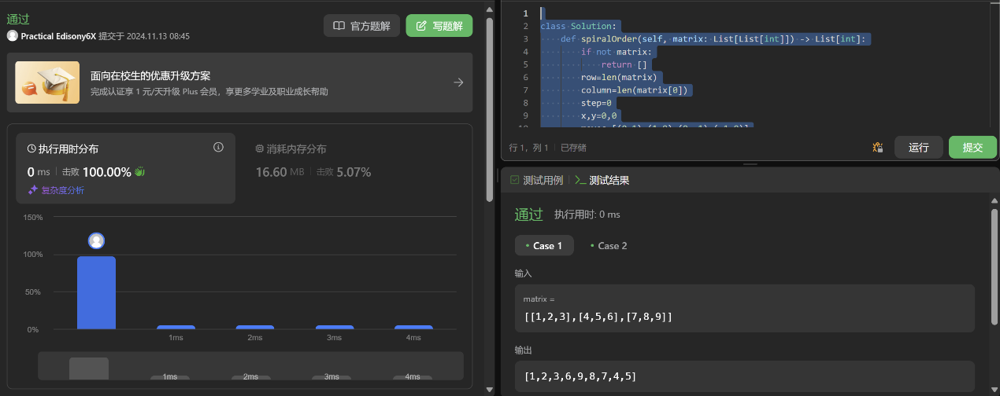 通过
Practical Edisony6X 提交于 2024.11.13 08:45
官方题解
写题解
面向在校生的优惠升级方案
完成认证享 1 元/天升级 Plus 会员，享更多学业及职业成长帮助
执行用时分布
0 ms 击败 100.00%
复杂度分析
消耗内存分布
16.60 MB 击败 5.07%
150%
100%
50%
0%
1ms 2ms 3ms 4ms
1ms 2ms 3ms 4ms
1
2 class Solution:
3 def spiralOrder(self, matrix: List[List[int]]) -> List[int]:
4 if not matrix:
5 return []
6 row=len(matrix)
7 column=len(matrix[0])
8 step=0
9 x,y=0,0
行 1，列 1 已存储
运行
提交
测试用例 测试结果
通过 执行用时: 0 ms
Case 1 Case 2
输入
matrix =
[[1,2,3],[4,5,6],[7,8,9]]
输出
[1,2,3,6,9,8,7,4,5]